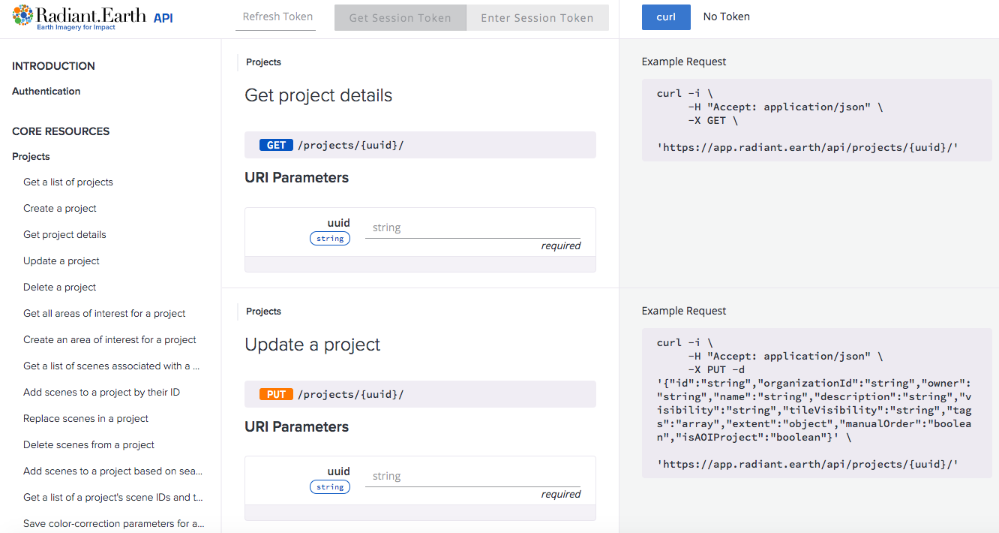 Radiant.Earth API
Earth Imagery for Impact
Refresh Token
Get Session Token
Enter Session Token
curl
No Token
INTRODUCTION
Authentication
CORE RESOURCES
Projects
Get a list of projects
Create a project
Get project details
Update a project
Delete a project
Get all areas of interest for a project
Create an area of interest for a project
Get a list of scenes associated with a ...
Add scenes to a project by their ID
Replace scenes in a project
Delete scenes from a project
Add scenes to a project based on sea...
Get a list of a project's scene IDs and t...
Save color-correction parameters for a...
Projects
Get project details
GET /projects/{uuid}/
URI Parameters
uuid
string
string
required
Projects
Update a project
PUT /projects/{uuid}/
URI Parameters
uuid
string
string
required
Example Request
curl -i \
-H "Accept: application/json" \
-X GET \
'https://app.radiant.earth/api/projects/{uuid}/'
Example Request
curl -i \
-H "Accept: application/json" \
-X PUT -d
'{"id":"string","organizationId":"string","owner":
"string","name":"string","description":"string","v
isibility":"string","tileVisibility":"string","tag
s":"array","extent":"object","manualOrder":"boolea
n","isAOIProject":"boolean"}' \
'https://app.radiant.earth/api/projects/{uuid}/'